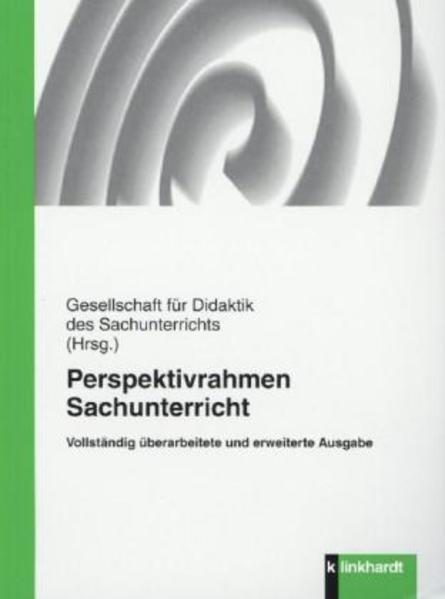 Gesellschaft für Didaktik
des Sachunterrichts
(Hrsg.)
Perspektivrahmen
Sachunterricht
Vollständig überarbeitete und erweiterte Ausgabe
klinkhardt